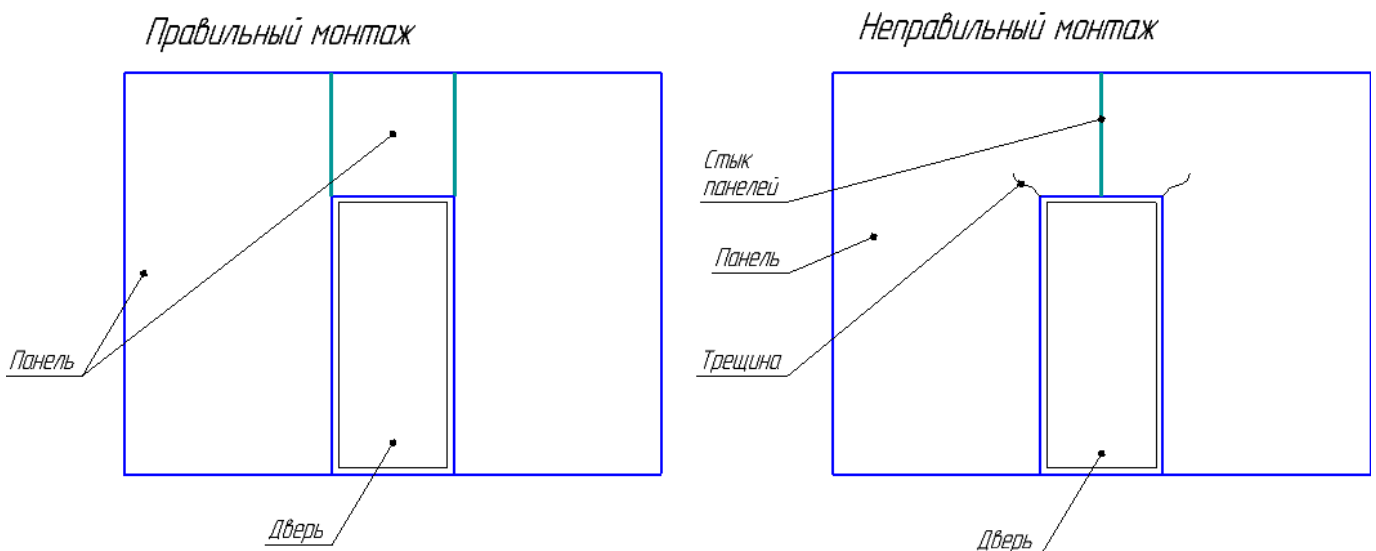 Правильный монтаж
Неправильный монтаж
Стык
панелей
Панель
Трещина
Панель
Дверь
Дверь